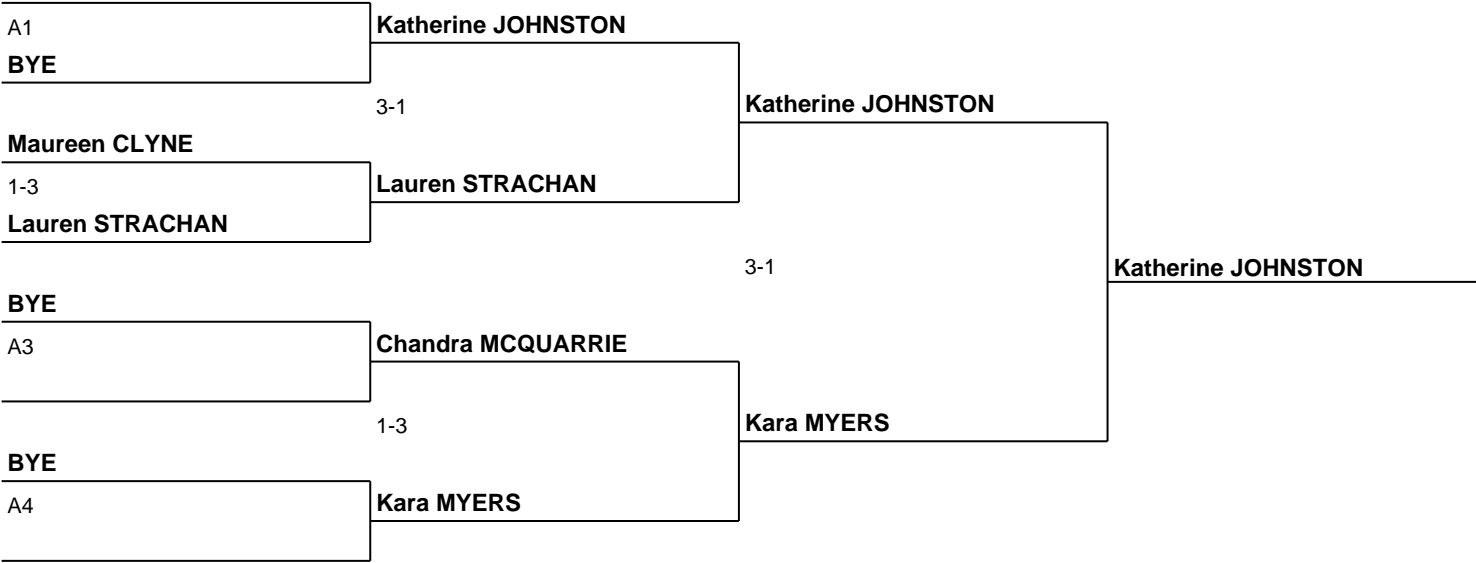 A1
Katherine JOHNSTON
BYE
3-1
Katherine JOHNSTON
Maureen CLYNE
1-3
Lauren STRACHAN
Lauren STRACHAN
3-1
Katherine JOHNSTON
BYE
A3
Chandra MCQUARRIE
1-3
Kara MYERS
BYE
A4
Kara MYERS